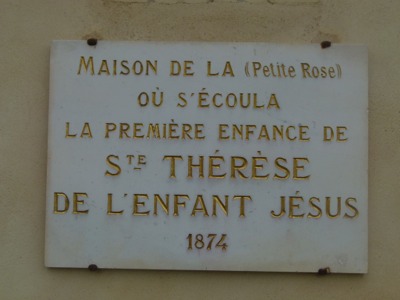 MAISON DE LA (Petite Rose)
OÙ S'ÉCOULA
LA PREMIÈRE ENFANCE DE
STE THÉRÈSE
DE L'ENFANT JÉSUS
1874